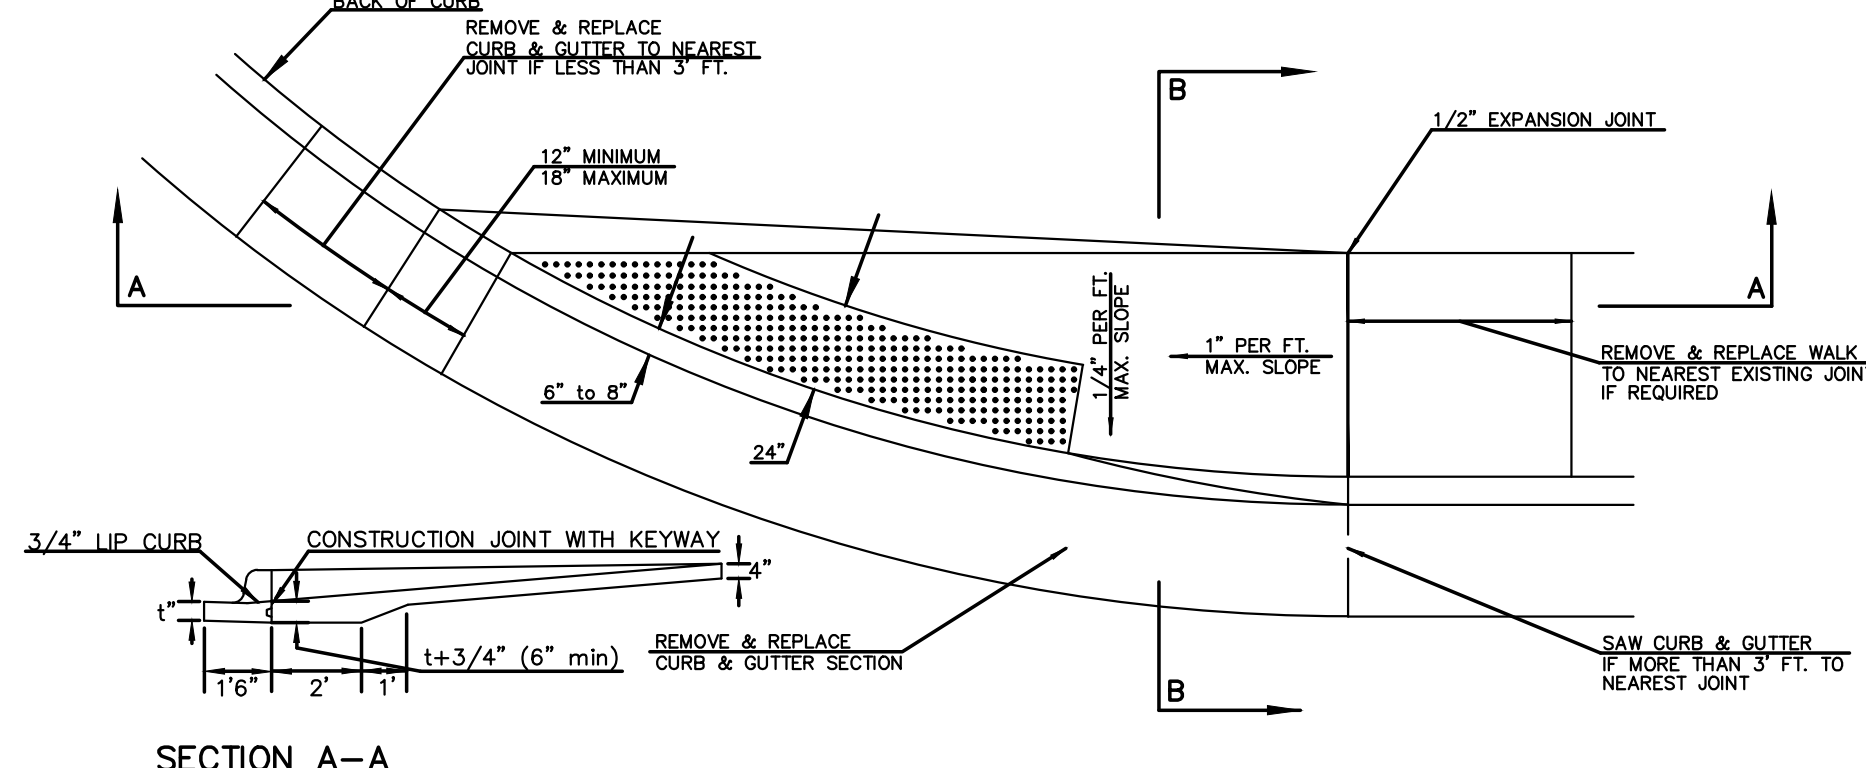 BACK OF CURB
REMOVE & REPLACE
CURB & GUTTER TO NEAREST
JOINT IF LESS THAN 3' FT.
B
1/2" EXPANSION JOINT
12" MINIMUM
18" MAXIMUM
A
A
1/4" PER FT.
MAX. SLOPE
1" PER FT.
MAX. SLOPE
REMOVE & REPLACE WALK
TO NEAREST EXISTING JOINT
IF REQUIRED
6" to 8"
24"
3/4" LIP CURB
CONSTRUCTION JOINT WITH KEYWAY
4"
t"
t+3/4" (6" min)
1'6"
2'
1'
REMOVE & REPLACE
CURB & GUTTER SECTION
SAW CURB & GUTTER
IF MORE THAN 3' FT. TO
NEAREST JOINT
B
SECTION A-A